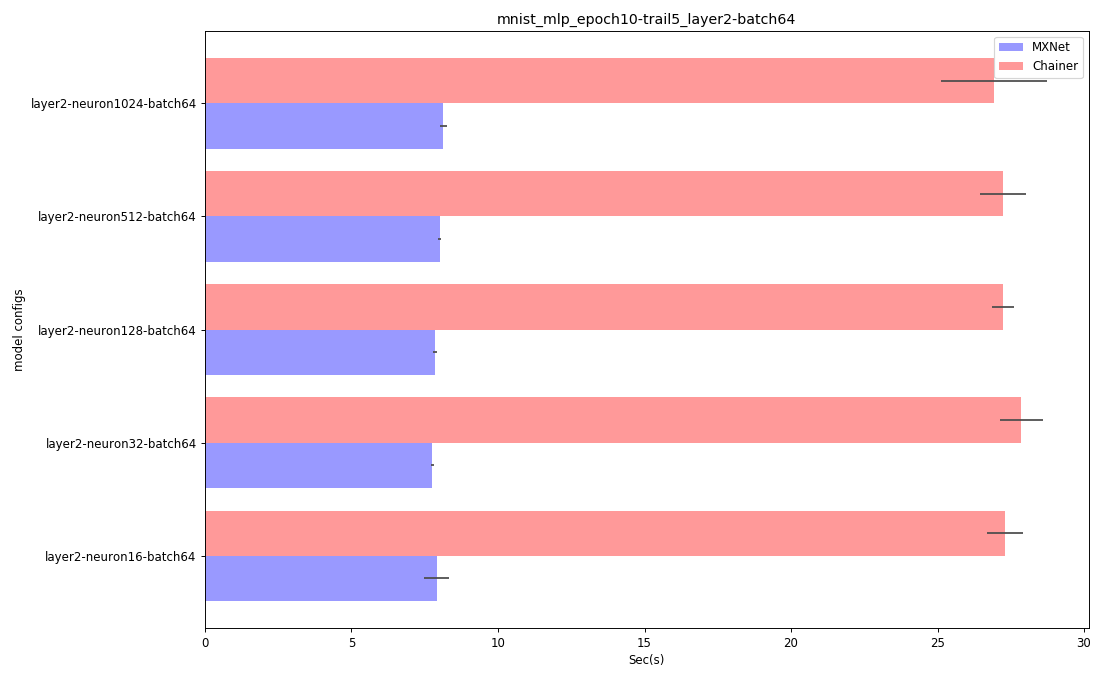 mnist_mlp_epoch10-trail5_layer2-batch64
MXNet
Chainer
layer2-neuron1024-batch64
layer2-neuron512-batch64
layer2-neuron128-batch64
layer2-neuron32-batch64
layer2-neuron16-batch64
model configs
0 5 10 15 20 25 30
Sec(s)